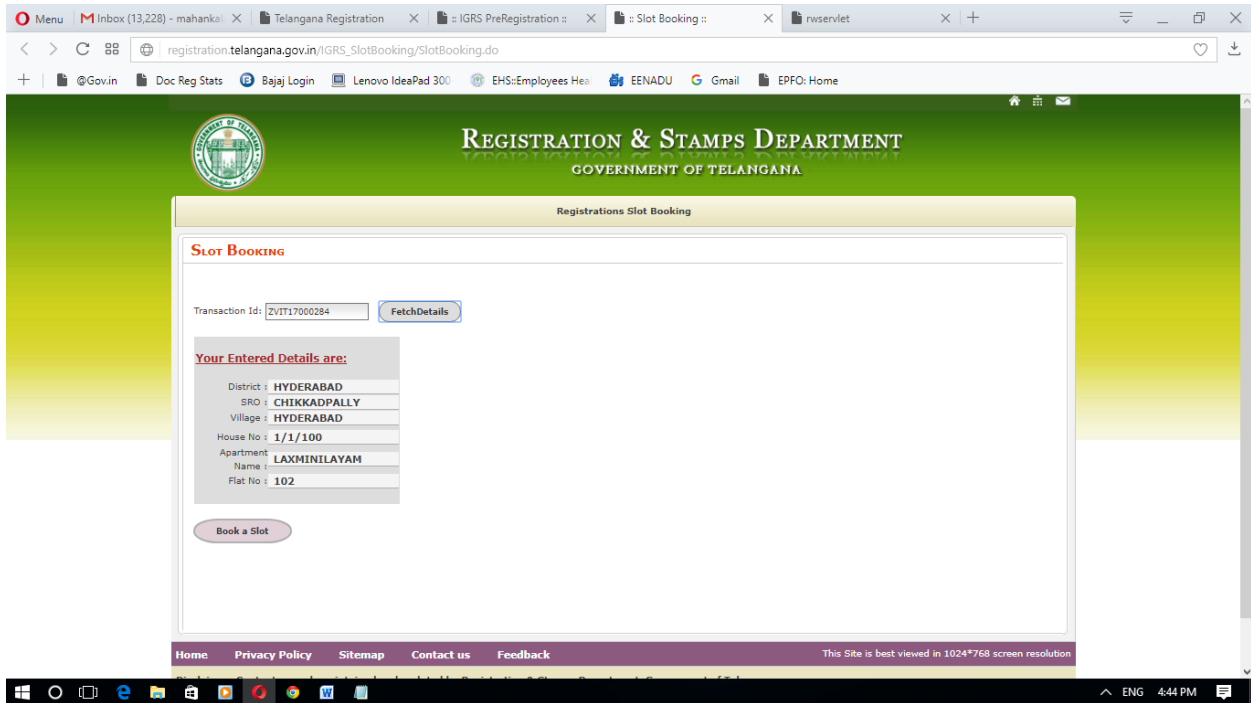 Menu M Inbox (13,228) - mahankal Telangana Registration :: IGRS PreRegistration :: :: Slot Booking :: rwservlet
registration.telangana.gov.in/IGRS_SlotBooking/SlotBooking.do
@Gov.in Doc Reg Stats Bajaj Login Lenovo IdeaPad 300 EHS::Employees Hea EENADU G Gmail EPFO: Home
GOVERNMENT OF TELANGANA
REGISTRATION & STAMPS DEPARTMENT
GOVERNMENT OF TELANGANA
Registrations Slot Booking
SLOT BOOKING
Transaction Id: ZVIT17000284 FetchDetails
Your Entered Details are:
District : HYDERABAD
SRO : CHIKKADPALLY
Village : HYDERABAD
House No : 1/1/100
Apartment Name : LAXMINILAYAM
Flat No : 102
Book a Slot
Home Privacy Policy Sitemap Contact us Feedback This Site is best viewed in 1024*768 screen resolution
ENG 4:44 PM